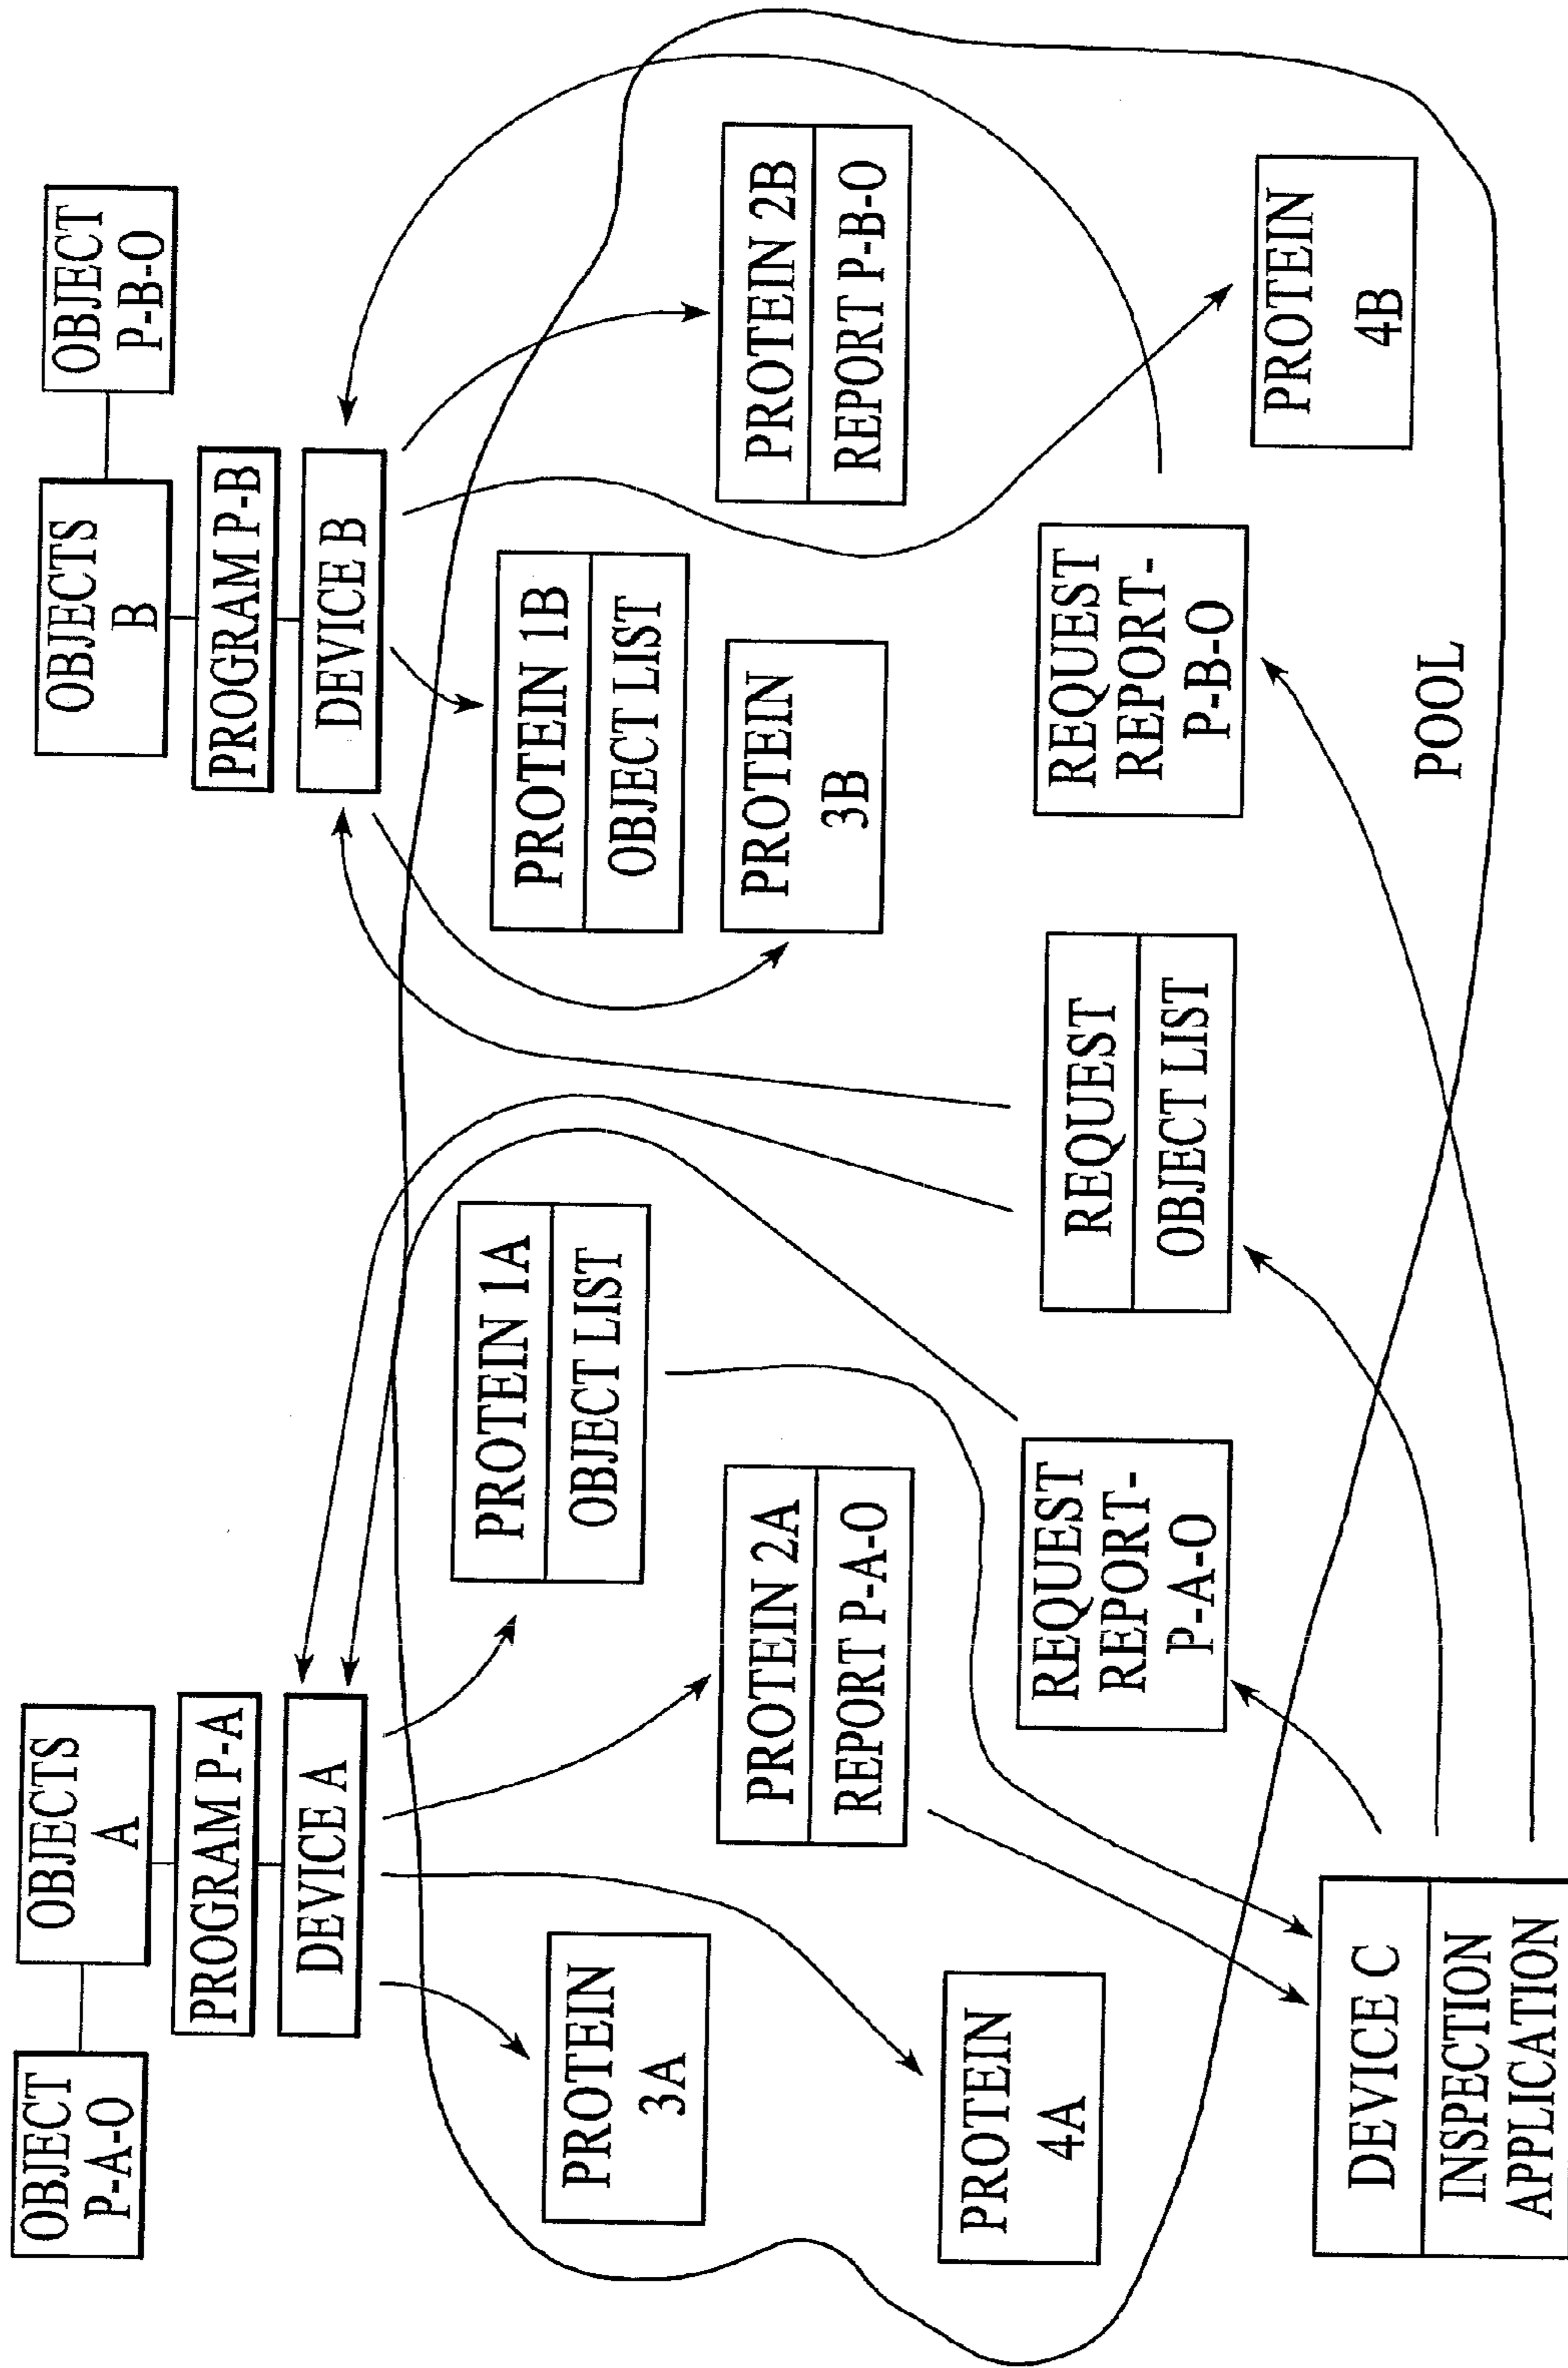 OBJECT
P-A-O
OBJECTS
A
PROGRAM P-A
DEVICE A
OBJECTS
B
OBJECT
P-B-O
PROGRAM P-B
DEVICE B
PROTEIN 1A
OBJECT LIST
PROTEIN 1B
OBJECT LIST
PROTEIN
3A
PROTEIN 2A
REPORT P-A-O
PROTEIN
3B
PROTEIN 2B
REPORT P-B-O
PROTEIN
4A
REQUEST
REPORT-
P-A-O
REQUEST
OBJECT LIST
REQUEST
REPORT-
P-B-O
PROTEIN
4B
DEVICE C
INSPECTION
APPLICATION
POOL